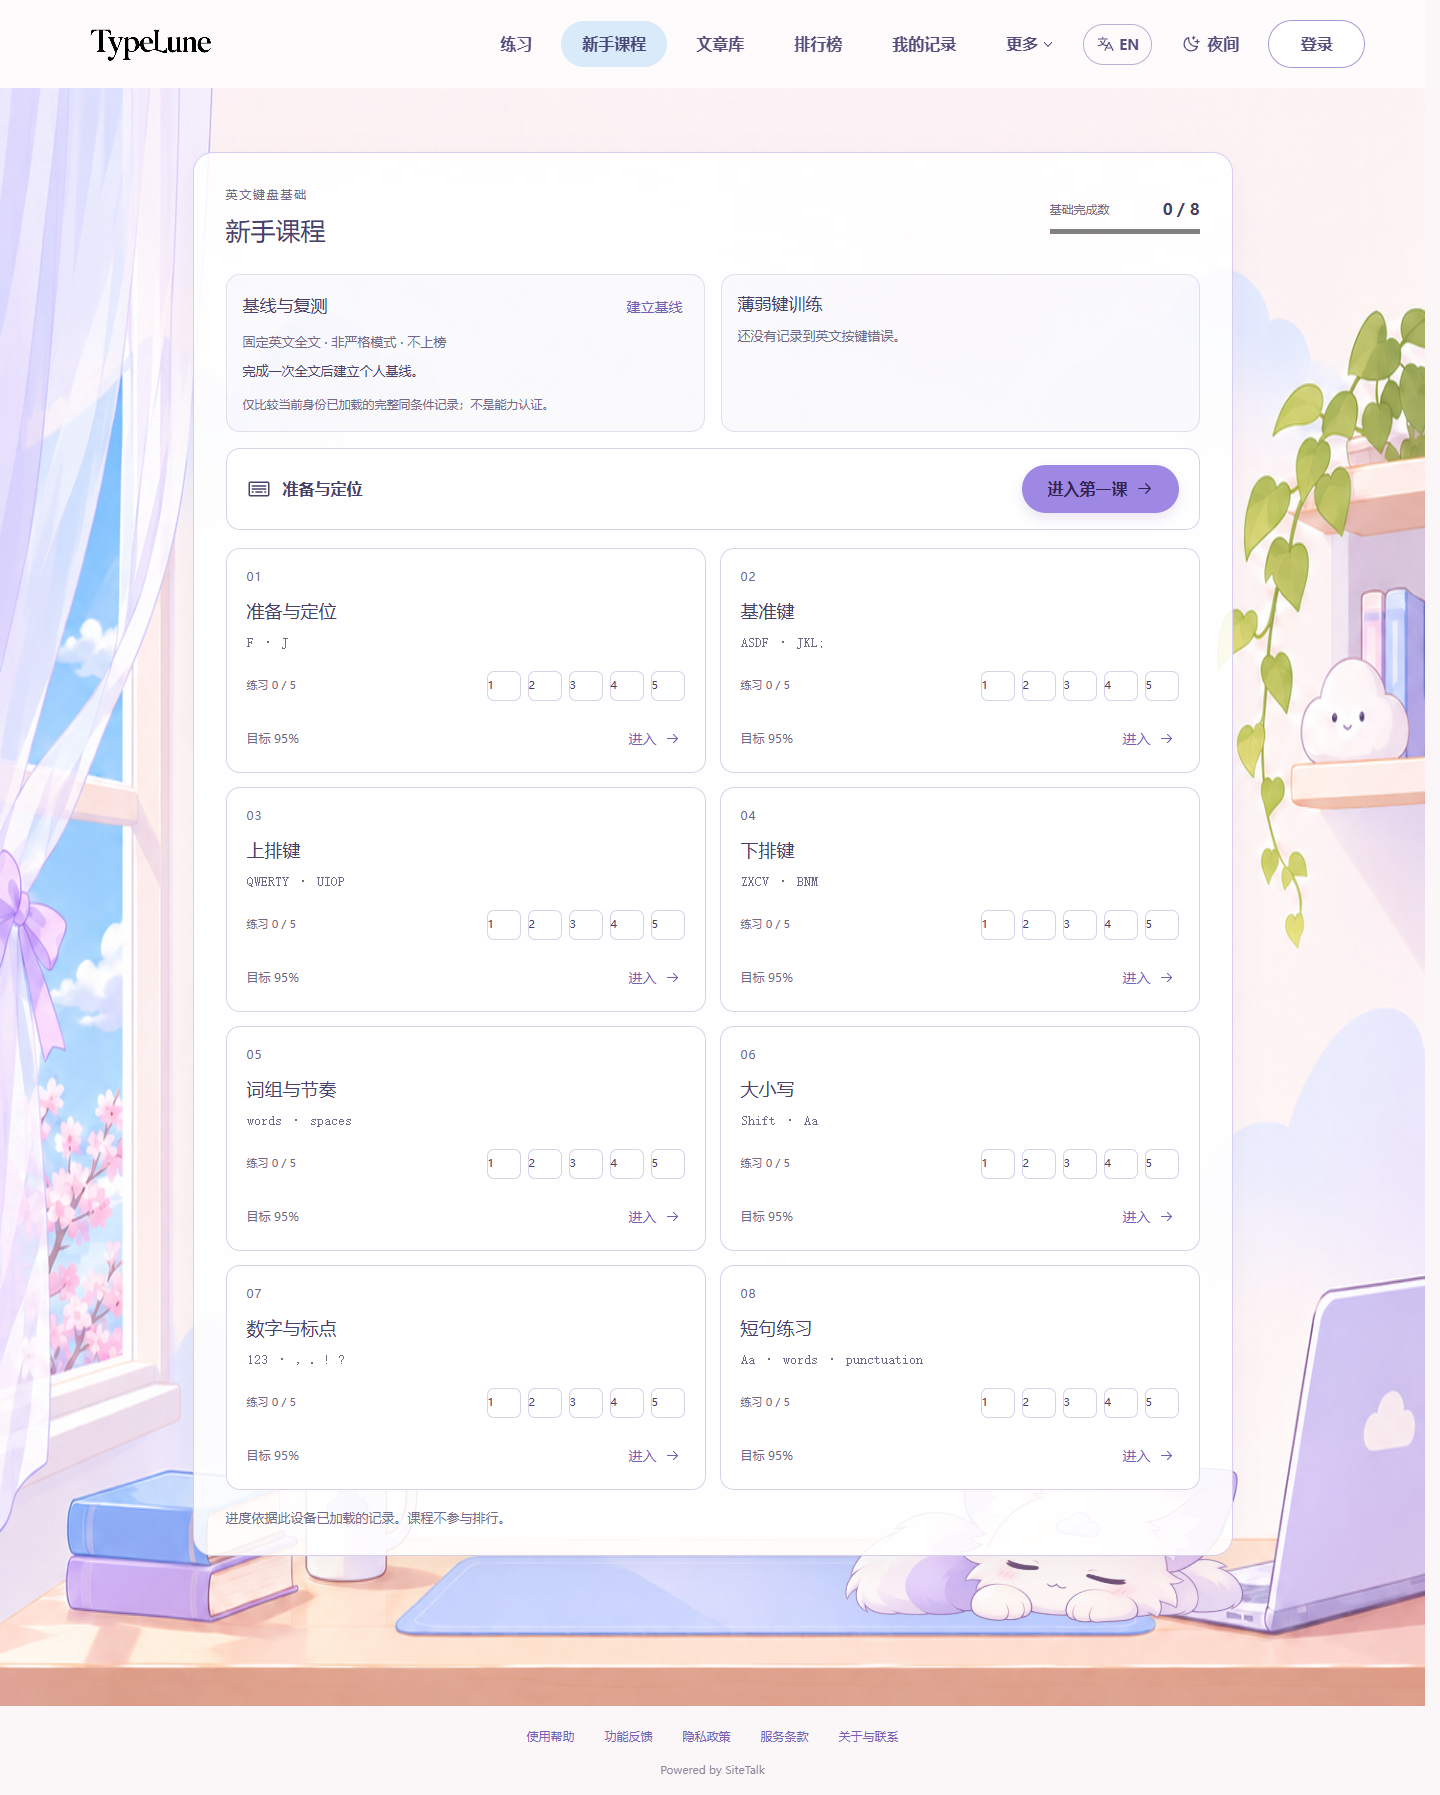 TypeLune
练习 新手课程 文章库 排行榜 我的记录 更多 EN 夜间 登录
英文键盘基础
新手课程
基础完成数 0 / 8
基线与复测 建立基线
固定英文全文 · 非严格模式 · 不上榜
完成一次全文后建立个人基线。
仅比较当前身份已加载的完整同条件记录；不是能力认证。
薄弱键训练
还没有记录到英文按键错误。
准备与定位 进入第一课 →
01
准备与定位
F · J
练习 0 / 5 1 2 3 4 5
目标 95% 进入 →
02
基准键
ASDF · JKL;
练习 0 / 5 1 2 3 4 5
目标 95% 进入 →
03
上排键
QWERTY · UIOP
练习 0 / 5 1 2 3 4 5
目标 95% 进入 →
04
下排键
ZXCV · BNM
练习 0 / 5 1 2 3 4 5
目标 95% 进入 →
05
词组与节奏
words · spaces
练习 0 / 5 1 2 3 4 5
目标 95% 进入 →
06
大小写
Shift · Aa
练习 0 / 5 1 2 3 4 5
目标 95% 进入 →
07
数字与标点
123 · , . ! ?
练习 0 / 5 1 2 3 4 5
目标 95% 进入 →
08
短句练习
Aa · words · punctuation
练习 0 / 5 1 2 3 4 5
目标 95% 进入 →
进度依据此设备已加载的记录。课程不参与排行。
使用帮助 功能反馈 隐私政策 服务条款 关于与联系
Powered by SiteTalk